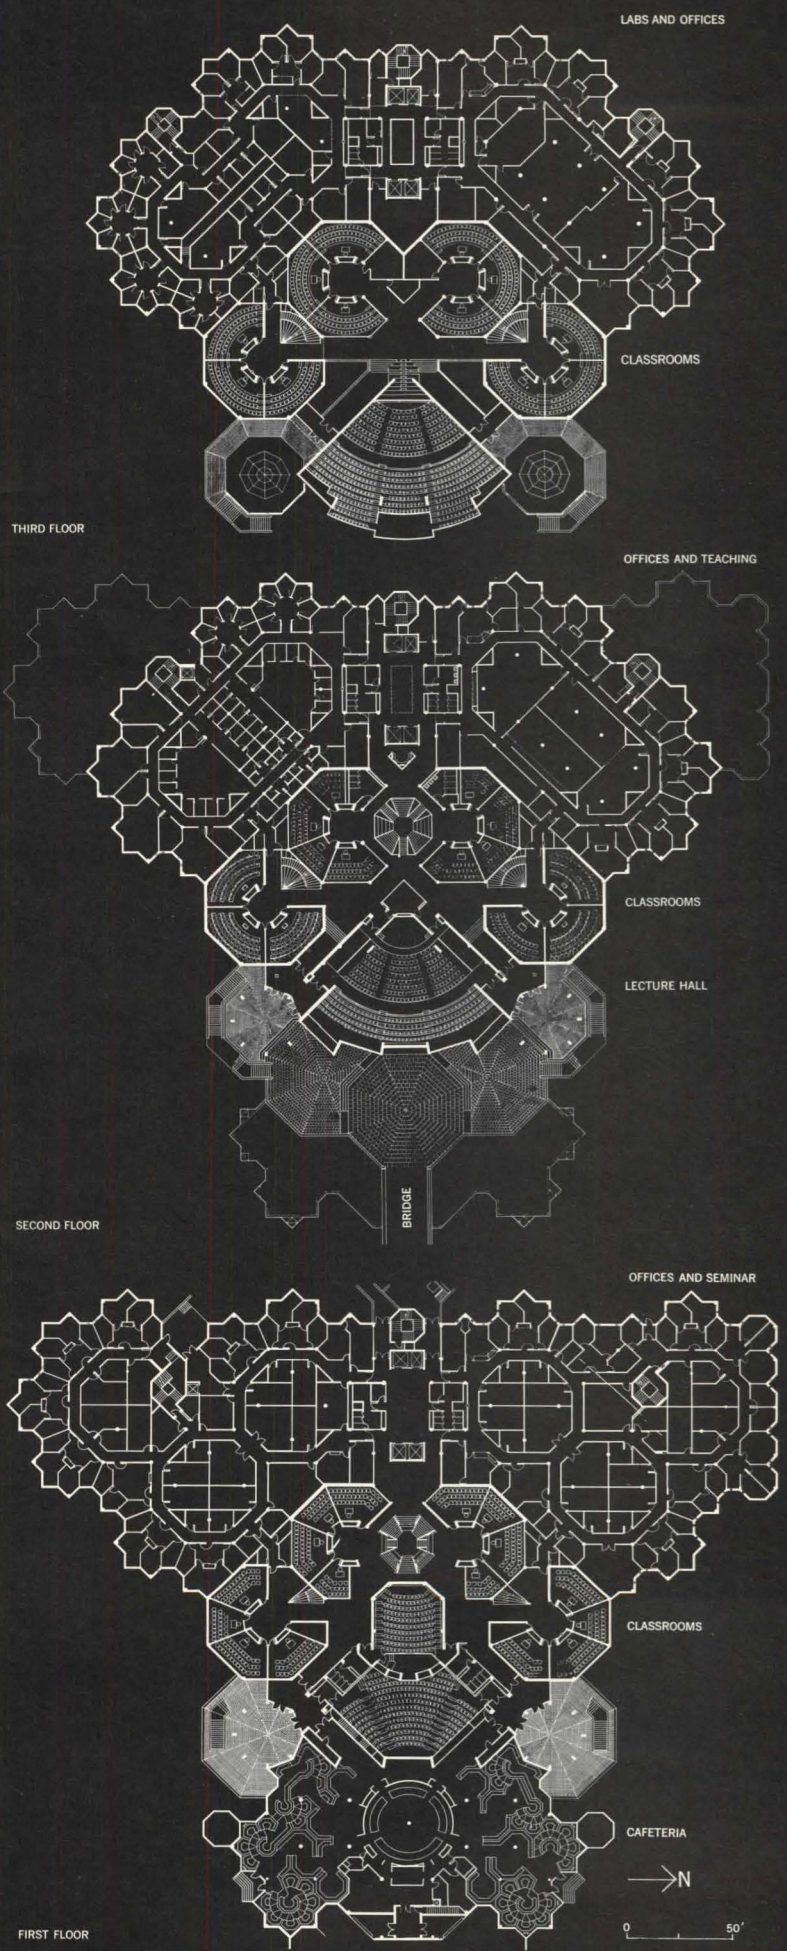 LABS AND OFFICES
CLASSROOMS
THIRD FLOOR
OFFICES AND TEACHING
CLASSROOMS
LECTURE HALL
BRIDGE
SECOND FLOOR
OFFICES AND SEMINAR
CLASSROOMS
CAFETERIA
N
0 50'
FIRST FLOOR